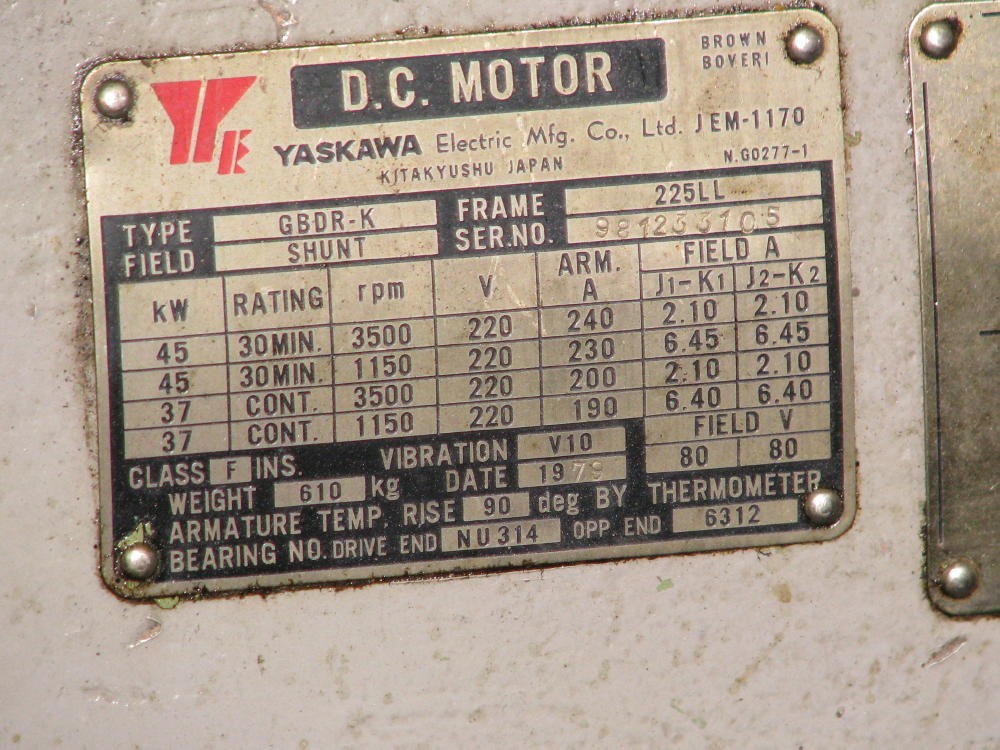 BROWN
BOVERI
D.C. MOTOR
YASKAWA Electric Mfg. Co., Ltd. JEM-1170
KITAKYUSHU JAPAN N.G0277-1
TYPE GBDR-K FRAME 225LL
FIELD SHUNT SER.NO. 981233105
kW RATING rpm V ARM. A FIELD A
J1-K1 J2-K2
45 30MIN. 3500 220 240 2.10 2.10
45 30MIN. 1150 220 230 6.45 6.45
37 CONT. 3500 220 200 2.10 2.10
37 CONT. 1150 220 190 6.40 6.40
FIELD V
CLASS F INS. VIBRATION V10 80 80
WEIGHT 610 kg DATE 1979
ARMATURE TEMP. RISE 90 deg BY THERMOMETER
BEARING NO. DRIVE END NU314 OPP. END 6312